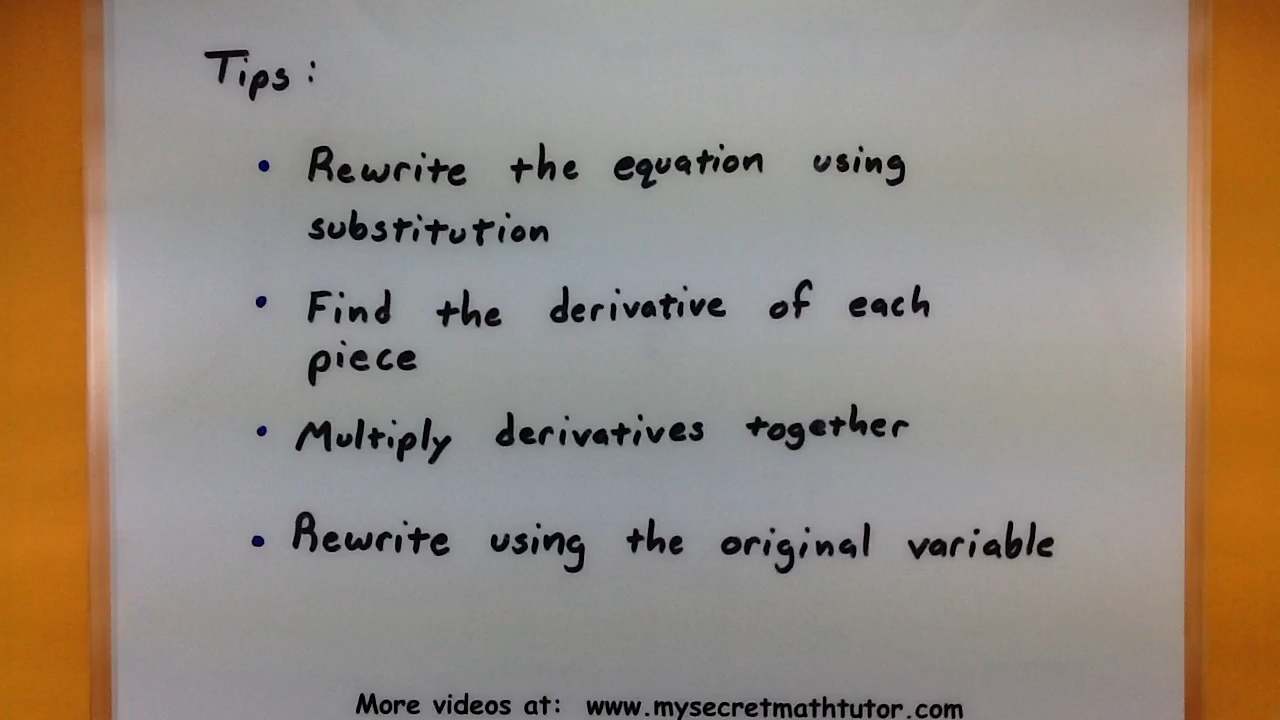 Tips:
• Rewrite the equation using
substitution
• Find the derivative of each
piece
• Multiply derivatives together
• Rewrite using the original variable
More videos at: www.mysecretmathtutor.com